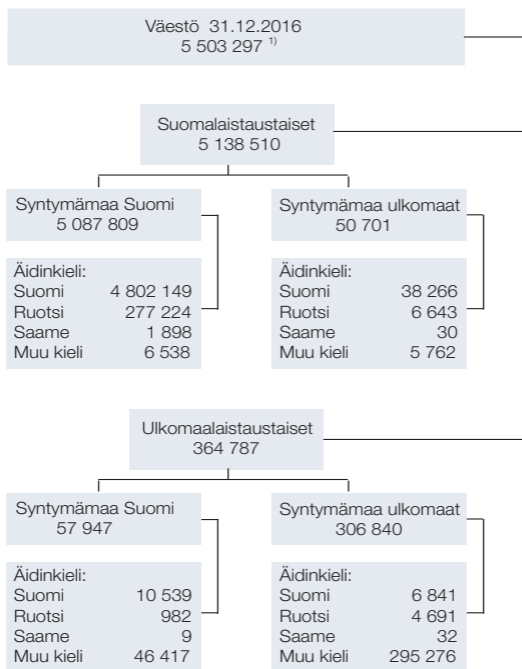 Väestö 31.12.2016
5 503 297 ¹⁾
Suomalaistaustaiset
5 138 510
Syntymämaa Suomi
5 087 809
Äidinkieli:
Suomi 4 802 149
Ruotsi 277 224
Saame 1 898
Muu kieli 6 538
Syntymämaa ulkomaat
50 701
Äidinkieli:
Suomi 38 266
Ruotsi 6 643
Saame 30
Muu kieli 5 762
Ulkomaalaistaustaiset
364 787
Syntymämaa Suomi
57 947
Äidinkieli:
Suomi 10 539
Ruotsi 982
Saame 9
Muu kieli 46 417
Syntymämaa ulkomaat
306 840
Äidinkieli:
Suomi 6 841
Ruotsi 4 691
Saame 32
Muu kieli 295 276